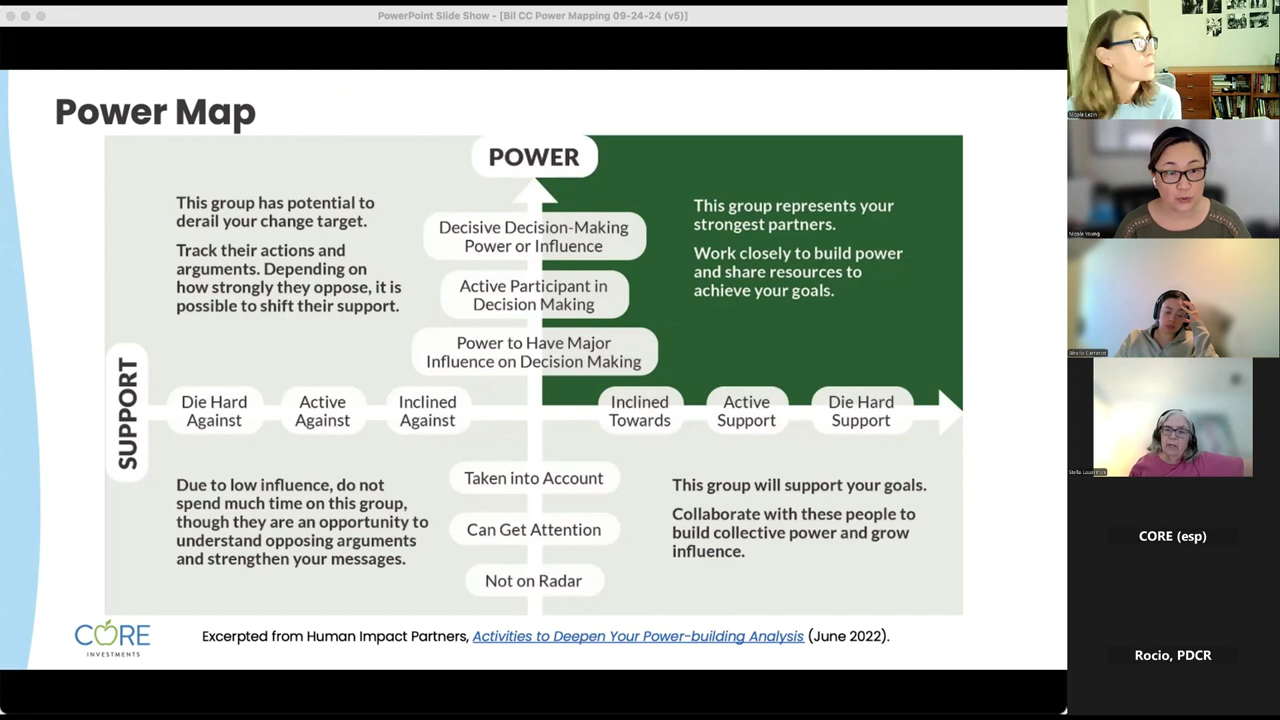 PowerPoint Slide Show - [Bil CC Power Mapping 09-24-24 (v5)]
Power Map
POWER
This group has potential to
derail your change target.
Track their actions and
arguments. Depending on
how strongly they oppose, it is
possible to shift their support.
Decisive Decision-Making
Power or Influence
Active Participant in
Decision Making
Power to Have Major
Influence on Decision Making
This group represents your
strongest partners.
Work closely to build power
and share resources to
achieve your goals.
SUPPORT
Die Hard
Against
Active
Against
Inclined
Against
Inclined
Towards
Active
Support
Die Hard
Support
Due to low influence, do not
spend much time on this group,
though they are an opportunity to
understand opposing arguments
and strengthen your messages.
Taken into Account
Can Get Attention
Not on Radar
This group will support your goals.
Collaborate with these people to
build collective power and grow
influence.
CORE
INVESTMENTS
Excerpted from Human Impact Partners, Activities to Deepen Your Power-building Analysis (June 2022).
Nicole Lezin
Nicole Young
Stella
CORE (esp)
Rocio, PDCR